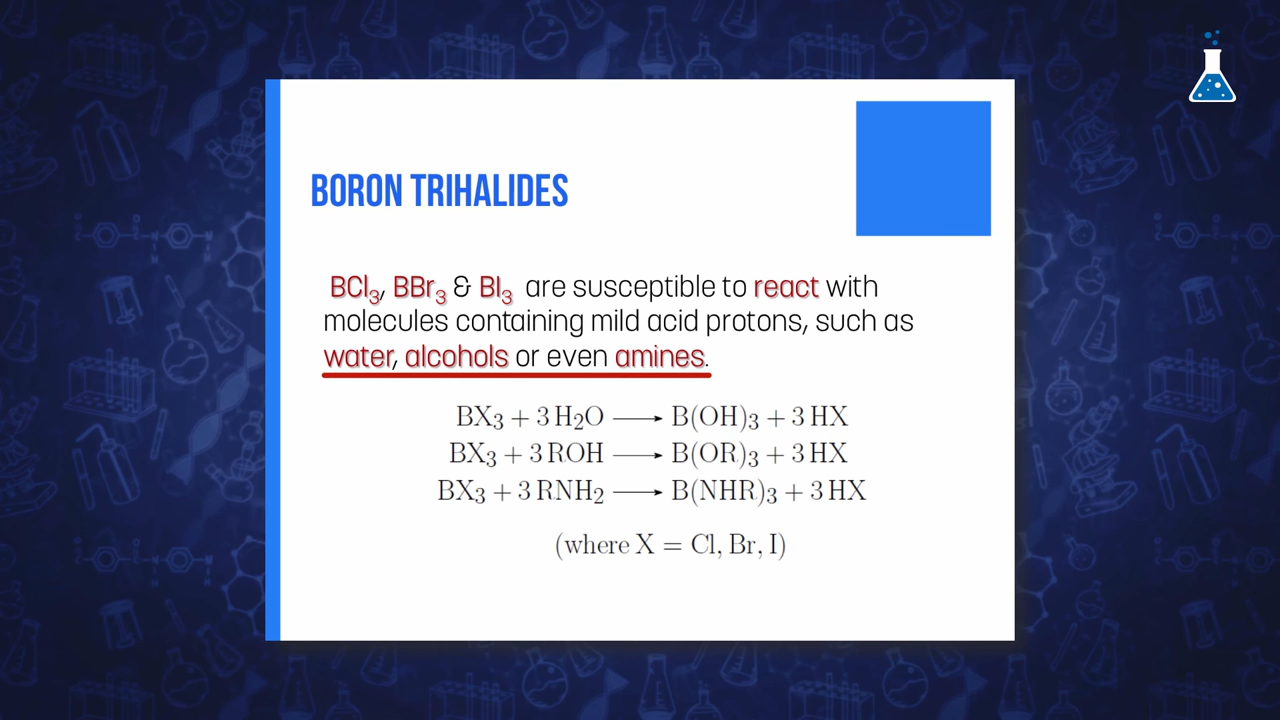 BORON TRIHALIDES
BCl₃, BBr₃ & BI₃ are susceptible to react with
molecules containing mild acid protons, such as
water, alcohols or even amines.
BX₃ + 3 H₂O ⟶ B(OH)₃ + 3 HX
BX₃ + 3 ROH ⟶ B(OR)₃ + 3 HX
BX₃ + 3 RNH₂ ⟶ B(NHR)₃ + 3 HX
(where X = Cl, Br, I)